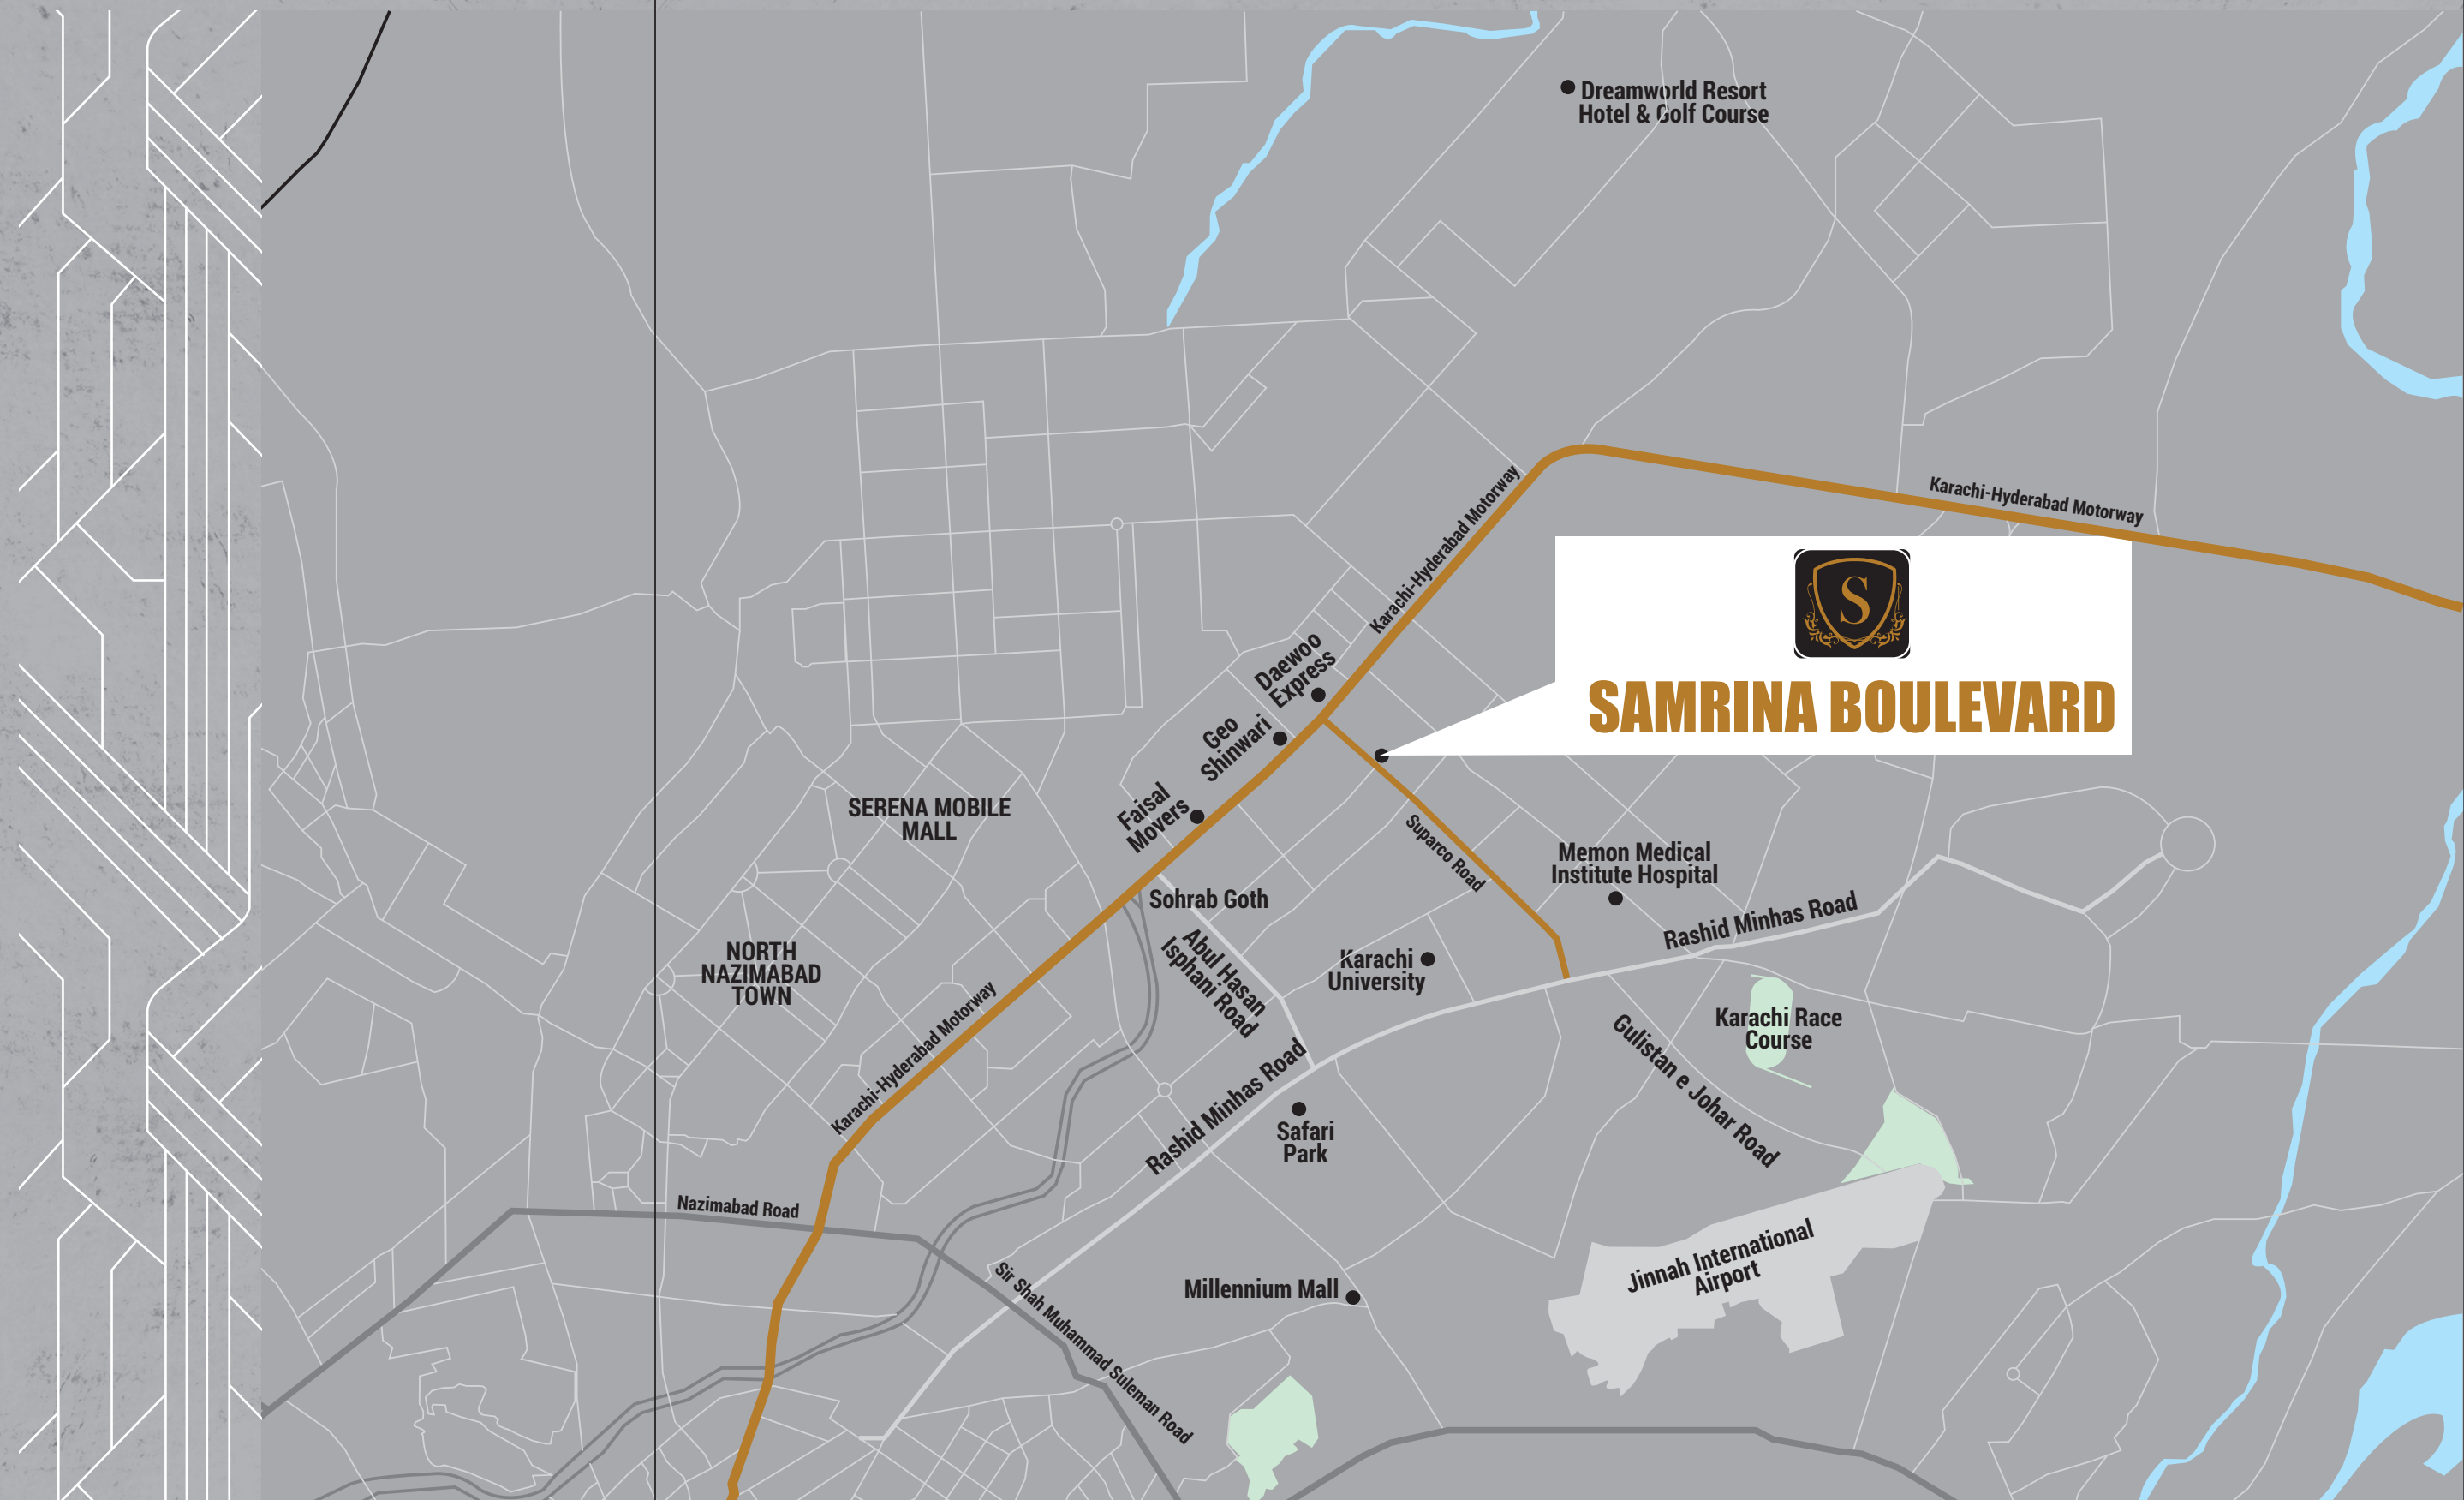 Dreamworld Resort
Hotel & Golf Course
Karachi-Hyderabad Motorway
Karachi-Hyderabad Motorway
S
SAMRINA BOULEVARD
Daewoo
Express
Geo
Shinwari
Faisal
Movers
SERENA MOBILE
MALL
Suparco Road
Memon Medical
Institute Hospital
Sohrab Goth
Rashid Minhas Road
Abul Hasan
Isphani Road
NORTH
NAZIMABAD
TOWN
Karachi
University
Karachi-Hyderabad Motorway
Karachi Race
Course
Gulistan e Johar Road
Rashid Minhas Road
Safari
Park
Nazimabad Road
Jinnah International
Airport
Millennium Mall
Sir Shah Muhammad Suleman Road